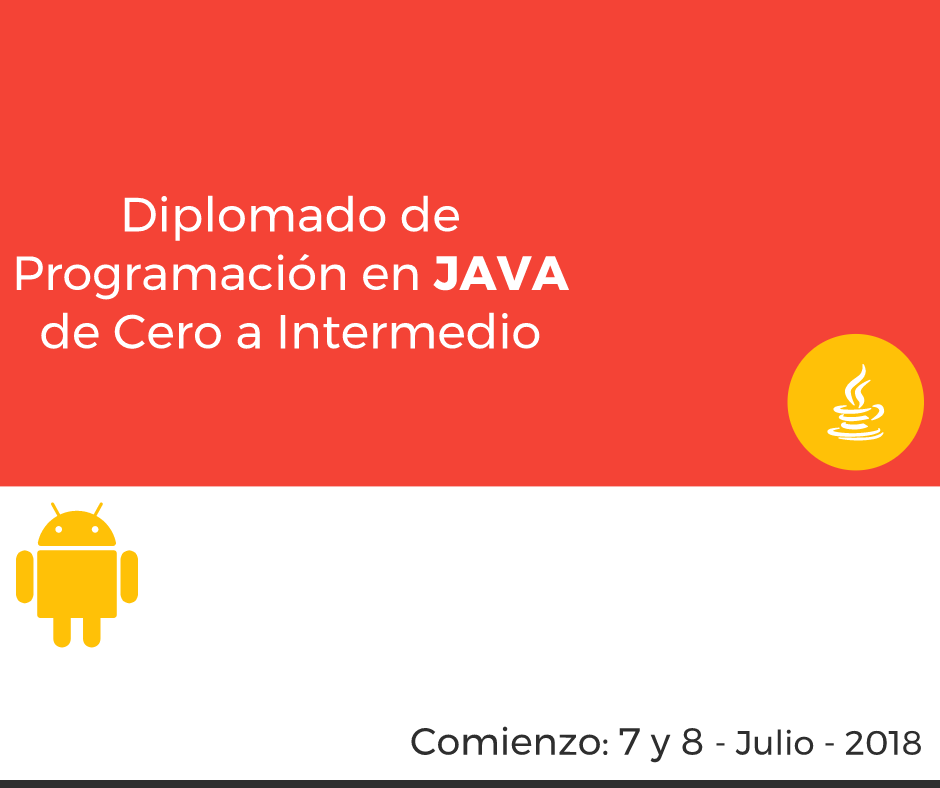 Diplomado de
Programación en JAVA
de Cero a Intermedio
Comienzo: 7 y 8 - Julio - 2018